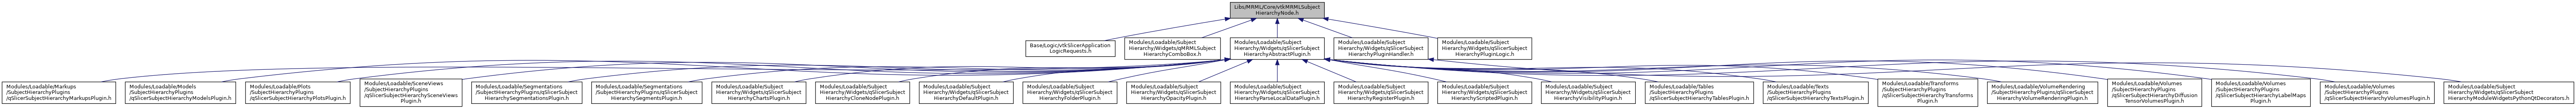 Libs/MRML/Core/vtkMRMLSubject
HierarchyNode.h
Base/Logic/vtkSlicerApplication
LogicRequests.h
Modules/Loadable/Subject
Hierarchy/Widgets/qMRMLSubject
HierarchyComboBox.h
Modules/Loadable/Subject
Hierarchy/Widgets/qSlicerSubject
HierarchyAbstractPlugin.h
Modules/Loadable/Subject
Hierarchy/Widgets/qSlicerSubject
HierarchyPluginHandler.h
Modules/Loadable/Subject
Hierarchy/Widgets/qSlicerSubject
HierarchyPluginLogic.h
Modules/Loadable/Markups
/SubjectHierarchyPlugins
/qSlicerSubjectHierarchyMarkupsPlugin.h
Modules/Loadable/Models
/SubjectHierarchyPlugins
/qSlicerSubjectHierarchyModelsPlugin.h
Modules/Loadable/Plots
/SubjectHierarchyPlugins
/qSlicerSubjectHierarchyPlotsPlugin.h
Modules/Loadable/SceneViews
/SubjectHierarchyPlugins
/qSlicerSubjectHierarchySceneViews
Plugin.h
Modules/Loadable/Segmentations
/SubjectHierarchyPlugins/qSlicerSubject
HierarchySegmentationsPlugin.h
Modules/Loadable/Segmentations
/SubjectHierarchyPlugins/qSlicerSubject
HierarchySegmentsPlugin.h
Modules/Loadable/Subject
Hierarchy/Widgets/qSlicerSubject
HierarchyChartsPlugin.h
Modules/Loadable/Subject
Hierarchy/Widgets/qSlicerSubject
HierarchyCloneNodePlugin.h
Modules/Loadable/Subject
Hierarchy/Widgets/qSlicerSubject
HierarchyDefaultPlugin.h
Modules/Loadable/Subject
Hierarchy/Widgets/qSlicerSubject
HierarchyFolderPlugin.h
Modules/Loadable/Subject
Hierarchy/Widgets/qSlicerSubject
HierarchyOpacityPlugin.h
Modules/Loadable/Subject
Hierarchy/Widgets/qSlicerSubject
HierarchyParseLocalDataPlugin.h
Modules/Loadable/Subject
Hierarchy/Widgets/qSlicerSubject
HierarchyRegisterPlugin.h
Modules/Loadable/Subject
Hierarchy/Widgets/qSlicerSubject
HierarchyScriptedPlugin.h
Modules/Loadable/Subject
Hierarchy/Widgets/qSlicerSubject
HierarchyVisibilityPlugin.h
Modules/Loadable/Tables
/SubjectHierarchyPlugins
/qSlicerSubjectHierarchyTablesPlugin.h
Modules/Loadable/Texts
/SubjectHierarchyPlugins
/qSlicerSubjectHierarchyTextsPlugin.h
Modules/Loadable/Transforms
/SubjectHierarchyPlugins
/qSlicerSubjectHierarchyTransforms
Plugin.h
Modules/Loadable/VolumeRendering
/SubjectHierarchyPlugins/qSlicerSubject
HierarchyVolumeRenderingPlugin.h
Modules/Loadable/Volumes
/SubjectHierarchyPlugins
/qSlicerSubjectHierarchyDiffusion
TensorVolumesPlugin.h
Modules/Loadable/Volumes
/SubjectHierarchyPlugins
/qSlicerSubjectHierarchyLabelMaps
Plugin.h
Modules/Loadable/Volumes
/SubjectHierarchyPlugins
/qSlicerSubjectHierarchyVolumesPlugin.h
Modules/Loadable/Subject
Hierarchy/Widgets/qSlicerSubject
HierarchyModuleWidgetsPythonQtDecorators.h